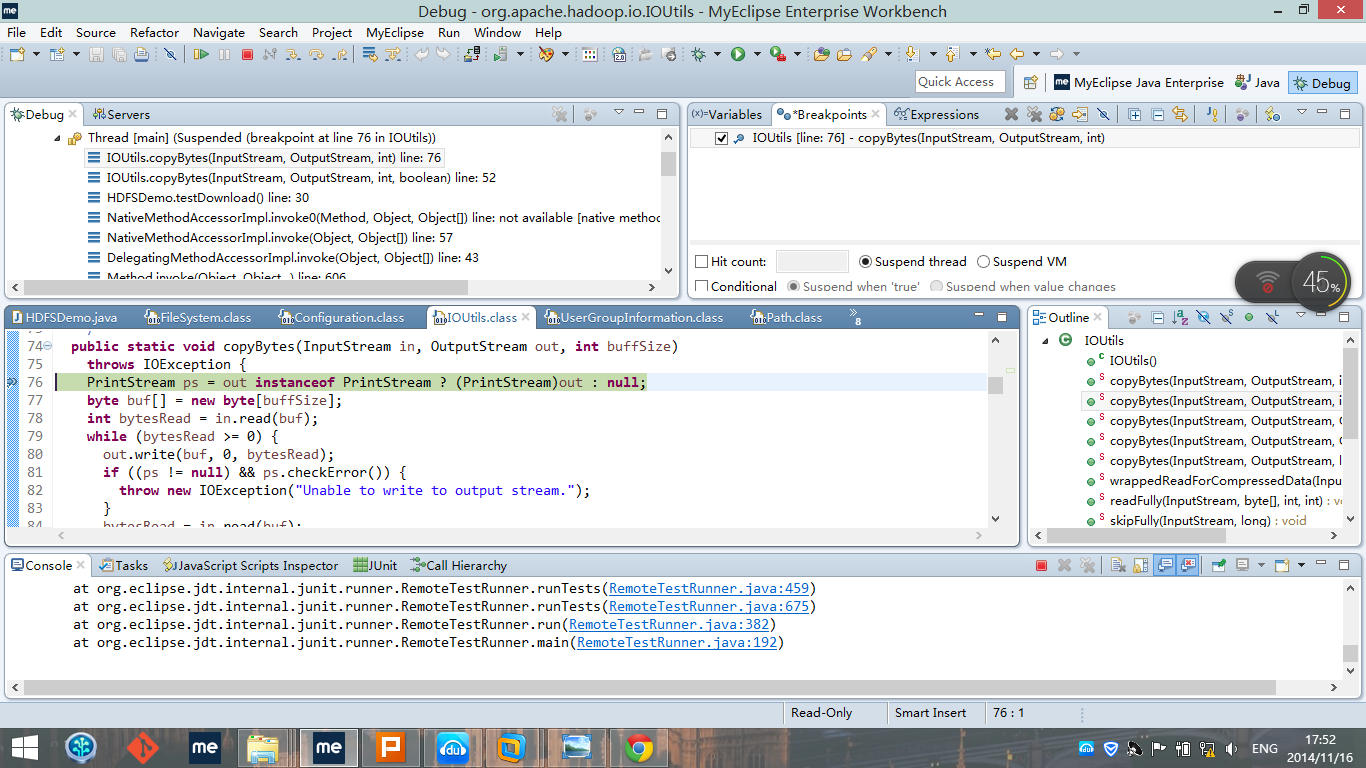 Debug - org.apache.hadoop.io.IOUtils - MyEclipse Enterprise Workbench
File Edit Source Refactor Navigate Search Project MyEclipse Run Window Help
Quick Access MyEclipse Java Enterprise Java Debug
Debug Servers
Thread [main] (Suspended (breakpoint at line 76 in IOUtils))
IOUtils.copyBytes(InputStream, OutputStream, int) line: 76
IOUtils.copyBytes(InputStream, OutputStream, int, boolean) line: 52
HDFSDemo.testDownload() line: 30
NativeMethodAccessorImpl.invoke0(Method, Object, Object[]) line: not available [native metho
NativeMethodAccessorImpl.invoke(Object, Object[]) line: 57
DelegatingMethodAccessorImpl.invoke(Object, Object[]) line: 43
Method.invoke(Object, Object...) line: 606
(x)=Variables *Breakpoints Expressions
IOUtils [line: 76] - copyBytes(InputStream, OutputStream, int)
Hit count: Suspend thread Suspend VM
Conditional Suspend when 'true' Suspend when value changes
45%
HDFSDemo.java FileSystem.class Configuration.class IOUtils.class UserGroupInformation.class Path.class »8
74 public static void copyBytes(InputStream in, OutputStream out, int buffSize)
75 throws IOException {
76 PrintStream ps = out instanceof PrintStream ? (PrintStream)out : null;
77 byte buf[] = new byte[buffSize];
78 int bytesRead = in.read(buf);
79 while (bytesRead >= 0) {
80 out.write(buf, 0, bytesRead);
81 if ((ps != null) && ps.checkError()) {
82 throw new IOException("Unable to write to output stream.");
83 }
84 bytesRead = in.read(buf);
Outline
IOUtils
IOUtils()
copyBytes(InputStream, OutputStream, i
copyBytes(InputStream, OutputStream, i
copyBytes(InputStream, OutputStream, C
copyBytes(InputStream, OutputStream, C
copyBytes(InputStream, OutputStream, l
wrappedReadForCompressedData(Inpu
readFully(InputStream, byte[], int, int) : v
skipFully(InputStream, long) : void
Console Tasks JavaScript Scripts Inspector JUnit Call Hierarchy
at org.eclipse.jdt.internal.junit.runner.RemoteTestRunner.runTests(RemoteTestRunner.java:459)
at org.eclipse.jdt.internal.junit.runner.RemoteTestRunner.runTests(RemoteTestRunner.java:675)
at org.eclipse.jdt.internal.junit.runner.RemoteTestRunner.run(RemoteTestRunner.java:382)
at org.eclipse.jdt.internal.junit.runner.RemoteTestRunner.main(RemoteTestRunner.java:192)
Read-Only Smart Insert 76 : 1
ENG
17:52
2014/11/16